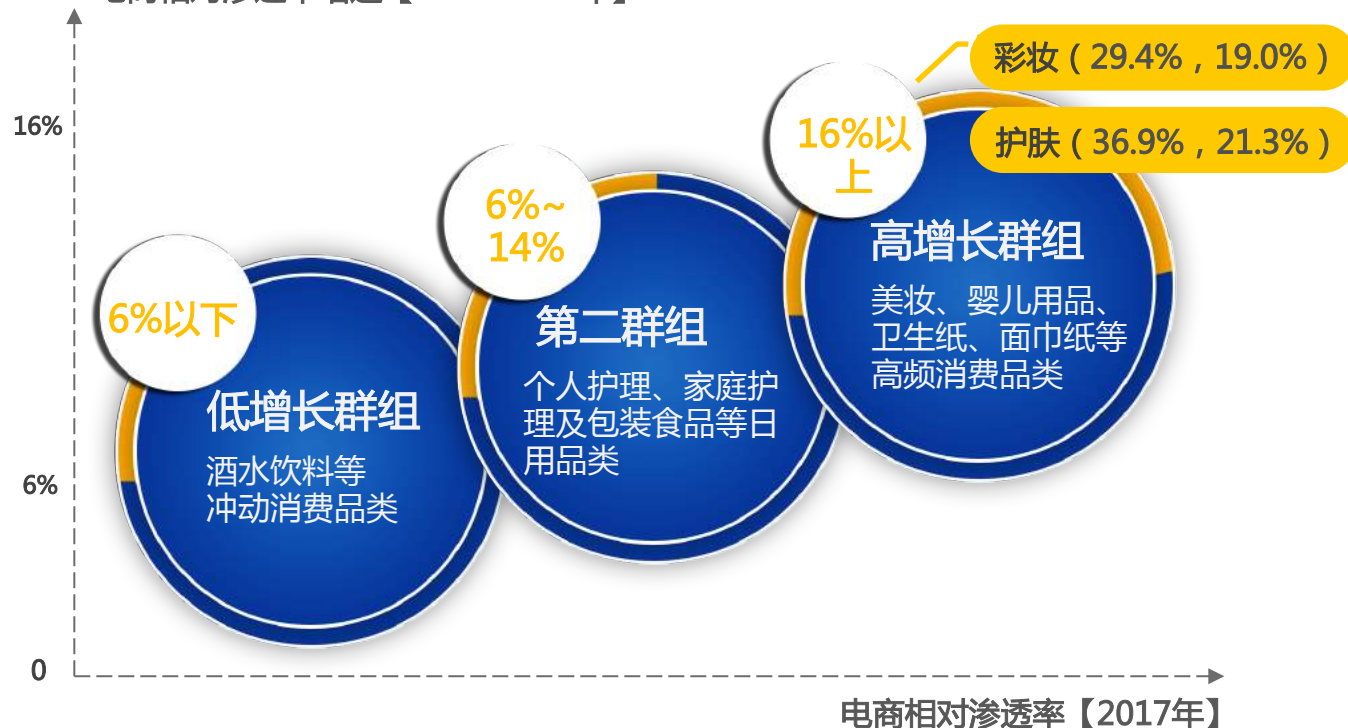 16%
6%
0
彩妆（29.4%，19.0%）
护肤（36.9%，21.3%）
16%以
上
高增长群组
美妆、婴儿用品、
卫生纸、面巾纸等
高频消费品类
6%~
14%
第二群组
个人护理、家庭护
理及包装食品等日
用品类
6%以下
低增长群组
酒水饮料等
冲动消费品类
电商相对渗透率【2017年】